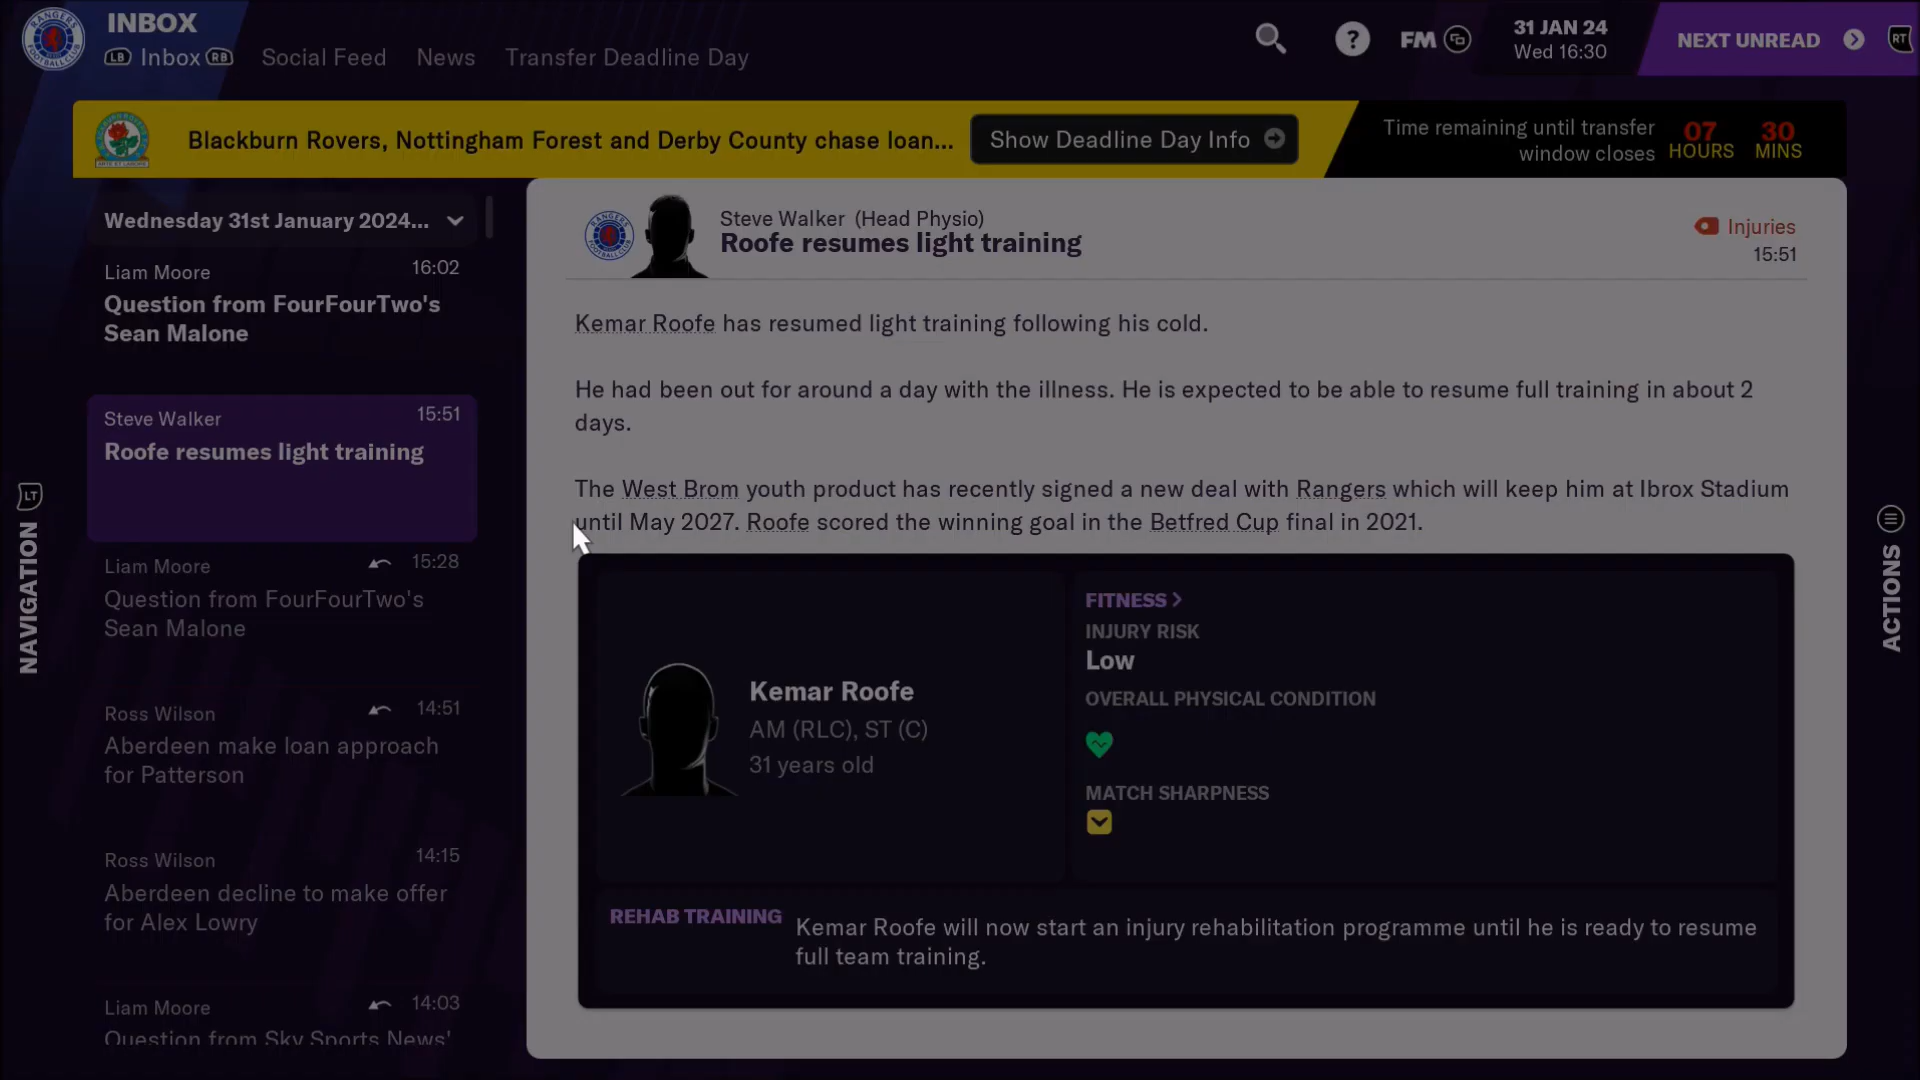 INBOX
LB Inbox RB
Social Feed
News
Transfer Deadline Day
FM
31 JAN 24
Wed 16:30
NEXT UNREAD
RT
Blackburn Rovers, Nottingham Forest and Derby County chase loan...
Show Deadline Day Info
Time remaining until transfer
window closes
07
HOURS
30
MINS
Wednesday 31st January 2024...
Liam Moore
16:02
Question from FourFourTwo's
Sean Malone
Steve Walker
15:51
Roofe resumes light training
Liam Moore
15:28
Question from FourFourTwo's
Sean Malone
Ross Wilson
14:51
Aberdeen make loan approach
for Patterson
Ross Wilson
14:15
Aberdeen decline to make offer
for Alex Lowry
Liam Moore
14:03
Question from Sky Sports News'
LT
NAVIGATION
Steve Walker (Head Physio)
Roofe resumes light training
Injuries
15:51
Kemar Roofe has resumed light training following his cold.
He had been out for around a day with the illness. He is expected to be able to resume full training in about 2
days.
The West Brom youth product has recently signed a new deal with Rangers which will keep him at Ibrox Stadium
until May 2027. Roofe scored the winning goal in the Betfred Cup final in 2021.
Kemar Roofe
AM (RLC), ST (C)
31 years old
FITNESS
INJURY RISK
Low
OVERALL PHYSICAL CONDITION
MATCH SHARPNESS
REHAB TRAINING
Kemar Roofe will now start an injury rehabilitation programme until he is ready to resume
full team training.
ACTIONS